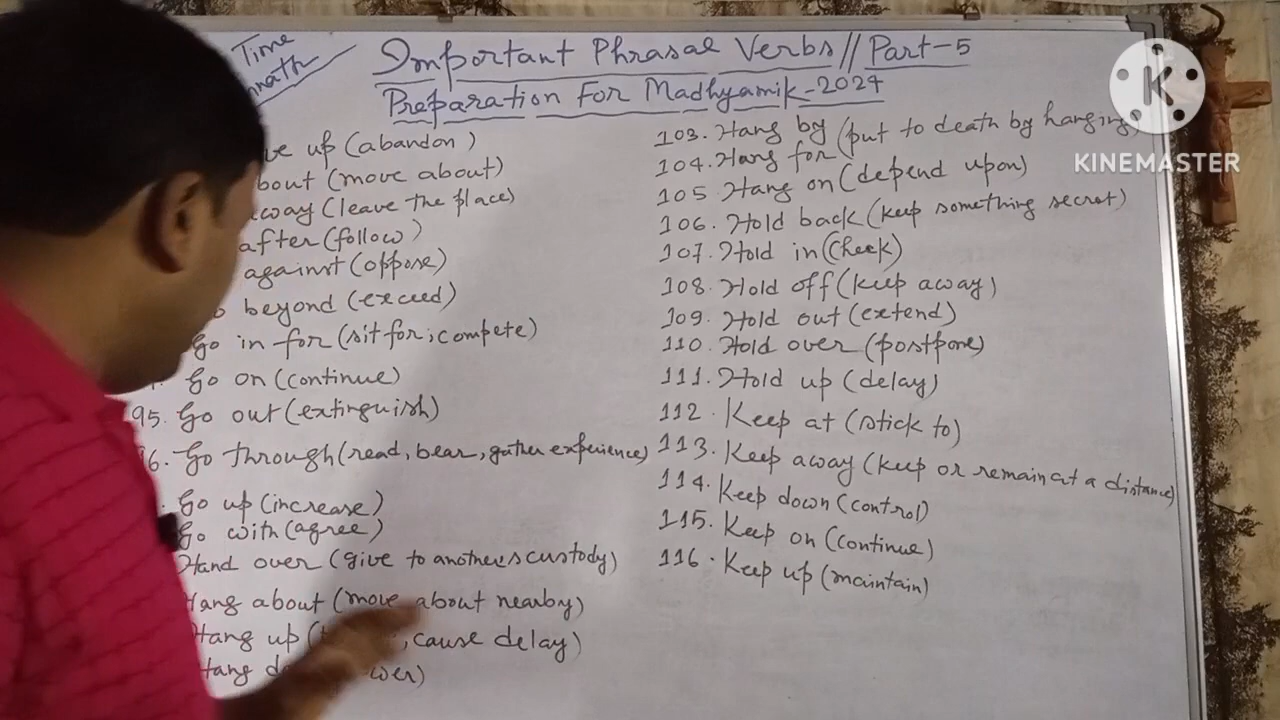 Time
Important Phrasal Verbs // Part-5
Preparation For Madhyamik-2024
up (abandon)
about (move about)
away (leave the place)
after (follow)
against (oppose)
beyond (exceed)
Go in for (sit for; compete)
Go on (continue)
95. Go out (extinguish)
96. Go through (read, bear, gather experience)
Go up (increase)
Go with (agree)
Hand over (give to another's custody)
Hang about (move about nearby)
Hang up (, cause delay)
Hang
103. Hang by (put to death by hanging)
104. Hang for
105 Hang on (depend upon)
106. Hold back (keep something secret)
107. Hold in (Check)
108. Hold off (keep away)
109. Hold out (extend)
110. Hold over (postpone)
111. Hold up (delay)
112. Keep at (stick to)
113. Keep away (keep or remain at a distance)
114. Keep down (control)
115. Keep on (continue)
116. Keep up (maintain)
K
KINEMASTER